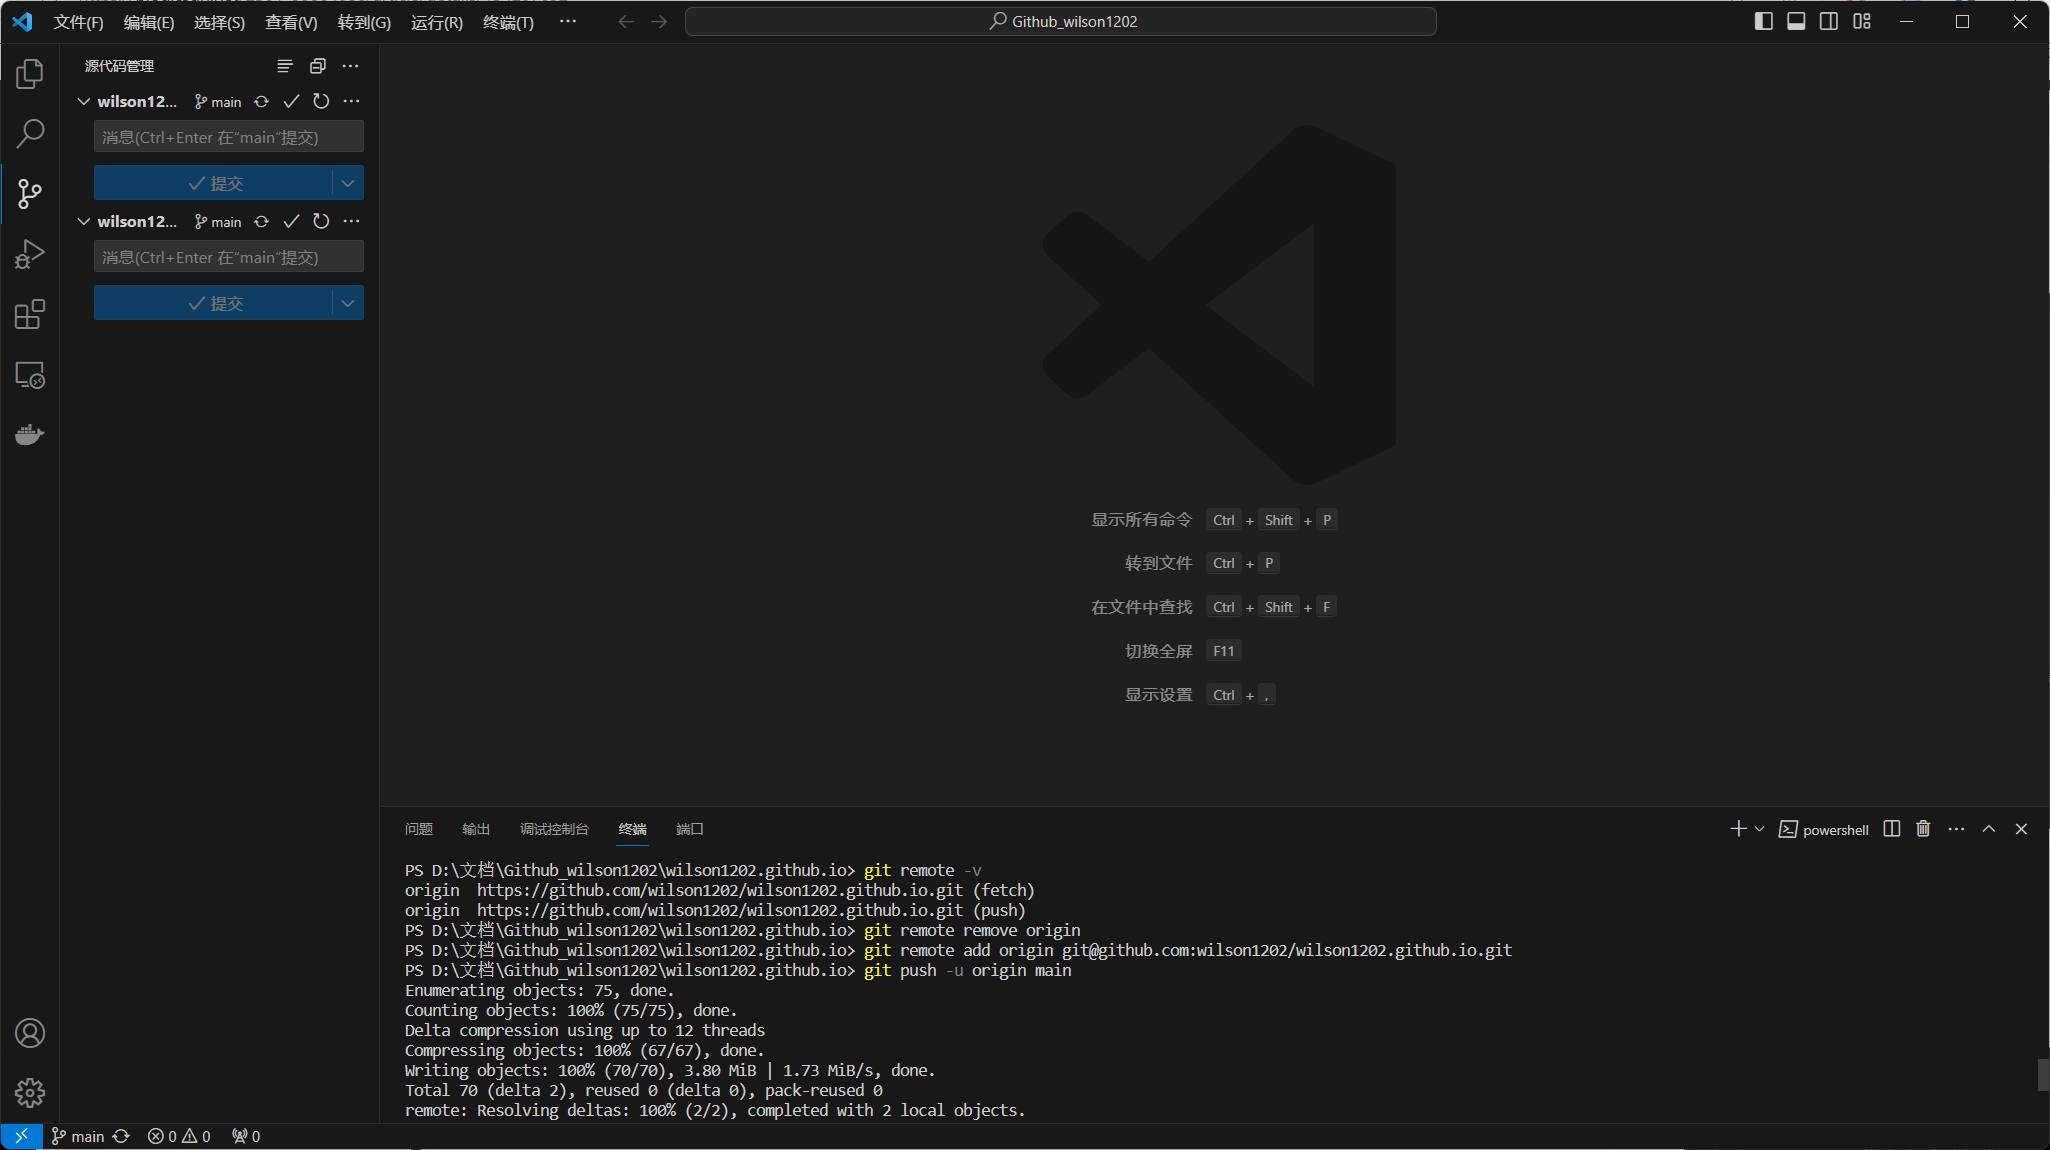 文件(F) 编辑(E) 选择(S) 查看(V) 转到(G) 运行(R) 终端(T) ··· Github_wilson1202
源代码管理
wilson12... main
消息(Ctrl+Enter 在"main"提交)
提交
wilson12... main
消息(Ctrl+Enter 在"main"提交)
提交
显示所有命令 Ctrl + Shift + P
转到文件 Ctrl + P
在文件中查找 Ctrl + Shift + F
切换全屏 F11
显示设置 Ctrl + ,
问题 输出 调试控制台 终端 端口 powershell
PS D:\文档\Github_wilson1202\wilson1202.github.io> git remote -v
origin  https://github.com/wilson1202/wilson1202.github.io.git (fetch)
origin  https://github.com/wilson1202/wilson1202.github.io.git (push)
PS D:\文档\Github_wilson1202\wilson1202.github.io> git remote remove origin
PS D:\文档\Github_wilson1202\wilson1202.github.io> git remote add origin git@github.com:wilson1202/wilson1202.github.io.git
PS D:\文档\Github_wilson1202\wilson1202.github.io> git push -u origin main
Enumerating objects: 75, done.
Counting objects: 100% (75/75), done.
Delta compression using up to 12 threads
Compressing objects: 100% (67/67), done.
Writing objects: 100% (70/70), 3.80 MiB | 1.73 MiB/s, done.
Total 70 (delta 2), reused 0 (delta 0), pack-reused 0
remote: Resolving deltas: 100% (2/2), completed with 2 local objects.
main 0 0 0